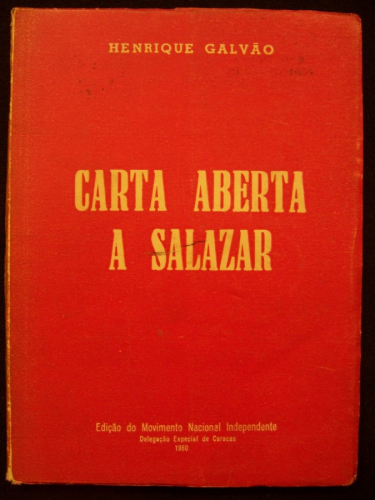 HENRIQUE GALVÃO
CARTA ABERTA
A SALAZAR
Edição do Movimento Nacional Independente
Delegação Especial de Caracas
1960